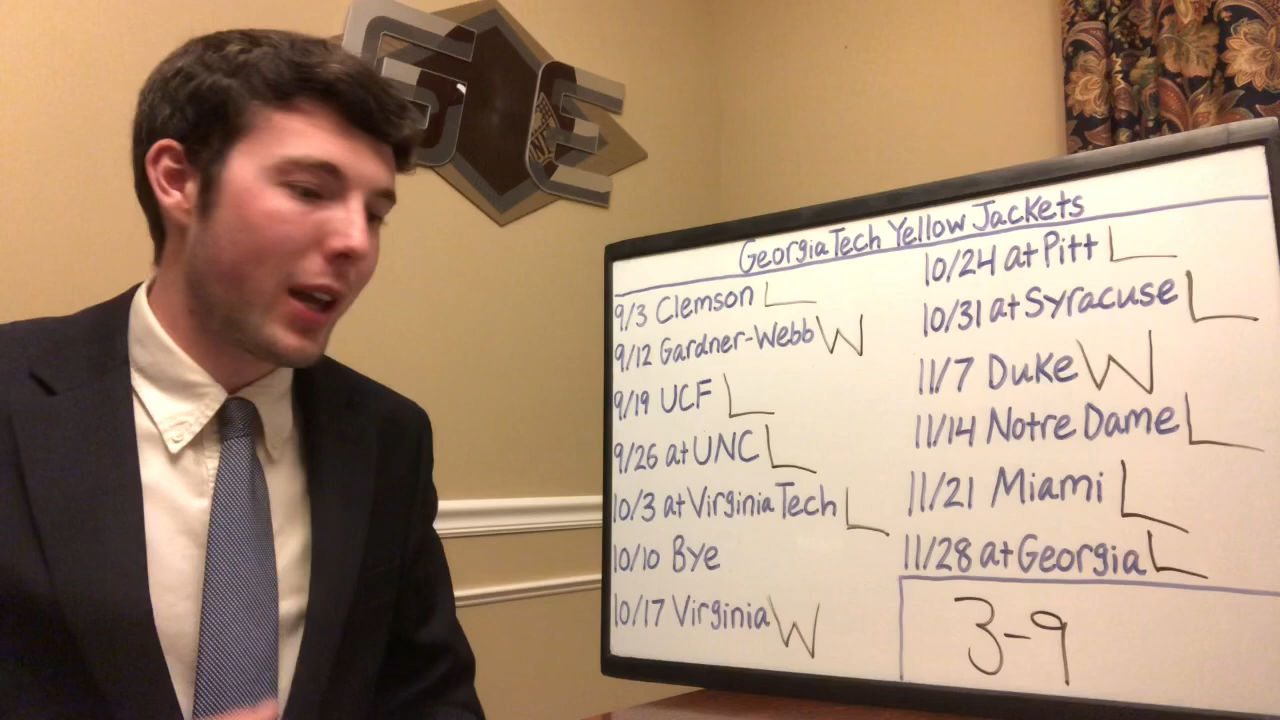 GE
Georgia Tech Yellow Jackets
9/3 Clemson L
9/12 Gardner-Webb W
9/19 UCF L
9/26 at UNC L
10/3 at Virginia Tech L
10/10 Bye
10/17 Virginia W
10/24 at Pitt L
10/31 at Syracuse L
11/7 Duke W
11/14 Notre Dame L
11/21 Miami L
11/28 at Georgia L
3-9